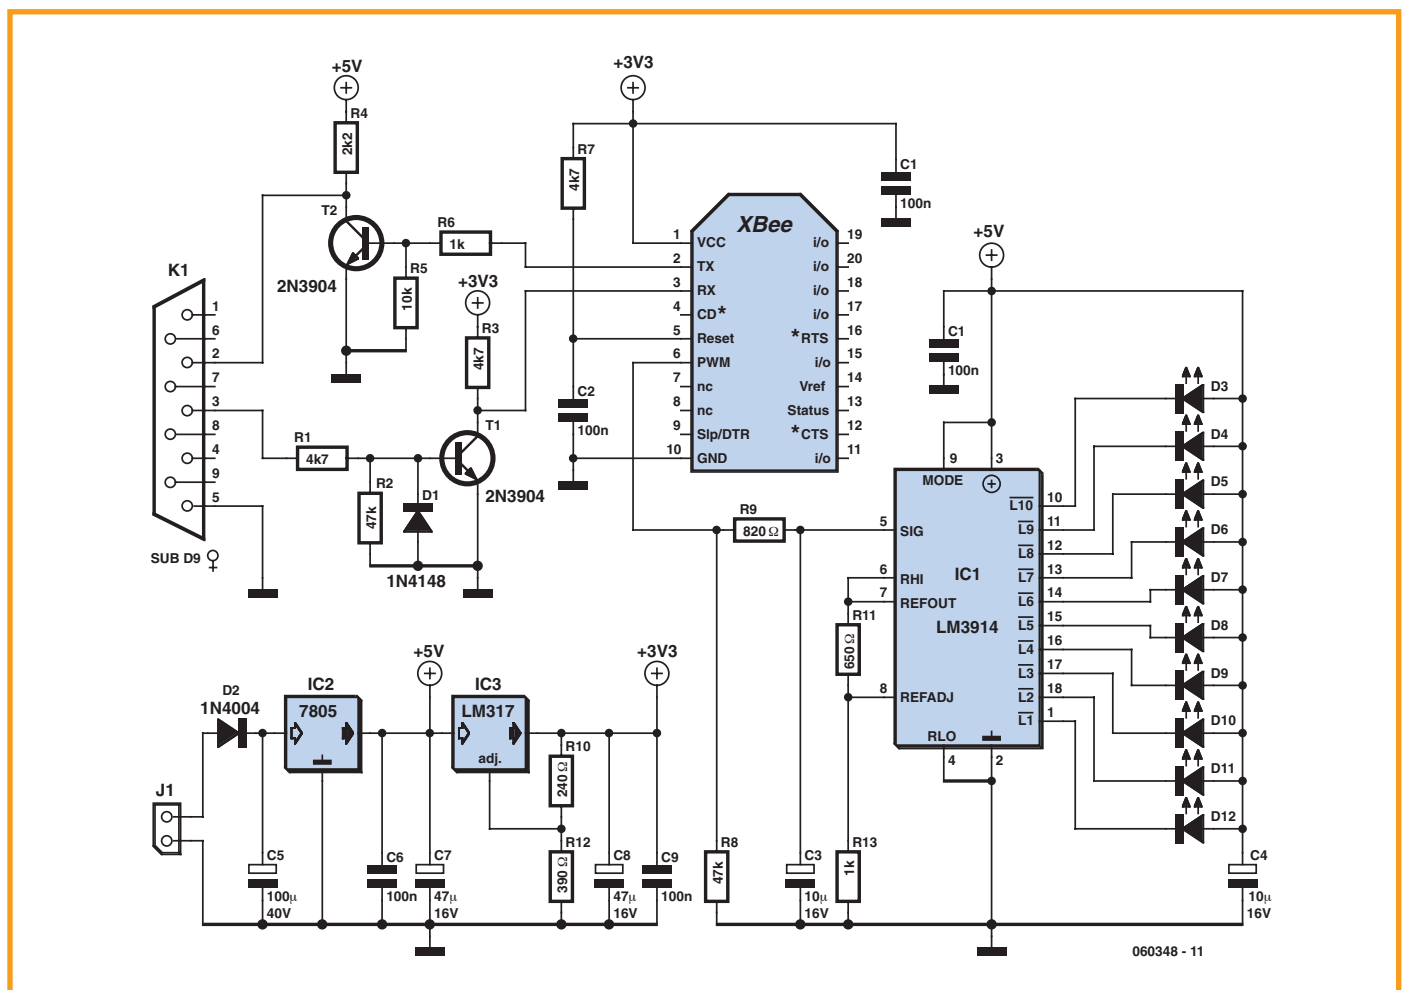 +5V
R4
2k2
T2
2N3904
R6
1k
R5
10k
+3V3
R3
4k7
T1
2N3904
K1
1
6
2
7
3
8
4
9
5
SUB D9
R1
4k7
R2
47k
D1
1N4148
+3V3
R7
4k7
C2
100n
C1
100n
XBee
1 VCC
2 TX
3 RX
4 CD*
5 Reset
6 PWM
7 nc
8 nc
9 Slp/DTR
10 GND
i/o 19
i/o 20
i/o 18
i/o 17
*RTS 16
i/o 15
Vref 14
Status 13
*CTS 12
i/o 11
+5V
C1
100n
9
3
MODE
IC1
LM3914
5 SIG
6 RHI
7 REFOUT
8 REFADJ
RLO
4
2
L10 10
L9 11
L8 12
L7 13
L6 14
L5 15
L4 16
L3 17
L2 18
L1 1
D3
D4
D5
D6
D7
D8
D9
D10
D11
D12
R9
820 Ω
R11
650 Ω
R8
47k
C3
10μ
16V
R13
1k
C4
10μ
16V
J1
D2
1N4004
IC2
7805
+5V
IC3
LM317
adj.
+3V3
R10
240 Ω
R12
390 Ω
C5
100μ
40V
C6
100n
C7
47μ
16V
C8
47μ
16V
C9
100n
060348 - 11